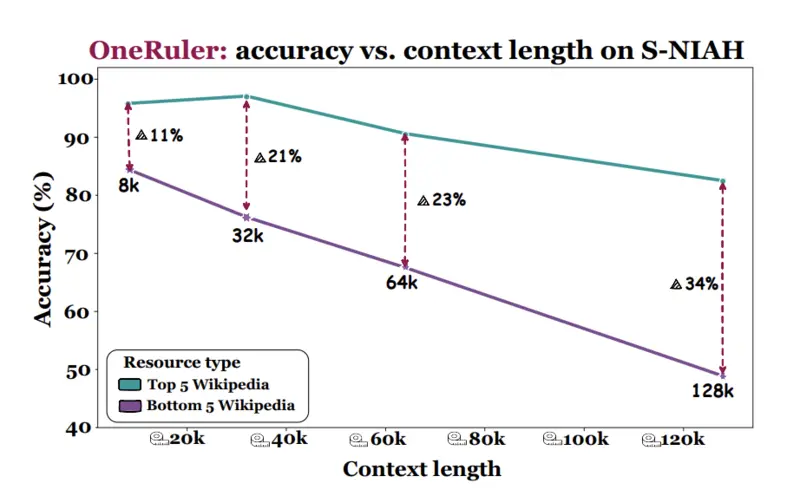 OneRuler: accuracy vs. context length on S-NIAH
100
90
80
70
60
50
40
Accuracy (%)
11%
21%
23%
34%
8k
32k
64k
128k
Resource type
Top 5 Wikipedia
Bottom 5 Wikipedia
20k 40k 60k 80k 100k 120k
Context length